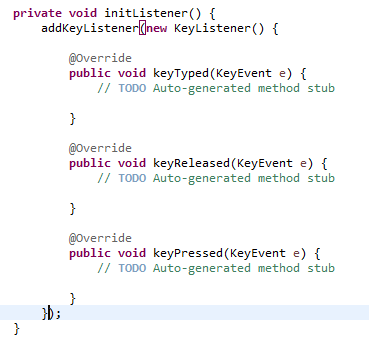 private void initListener() {
    addKeyListener(new KeyListener() {

        @Override
        public void keyTyped(KeyEvent e) {
            // TODO Auto-generated method stub

        }

        @Override
        public void keyReleased(KeyEvent e) {
            // TODO Auto-generated method stub

        }

        @Override
        public void keyPressed(KeyEvent e) {
            // TODO Auto-generated method stub

        }
    });
}